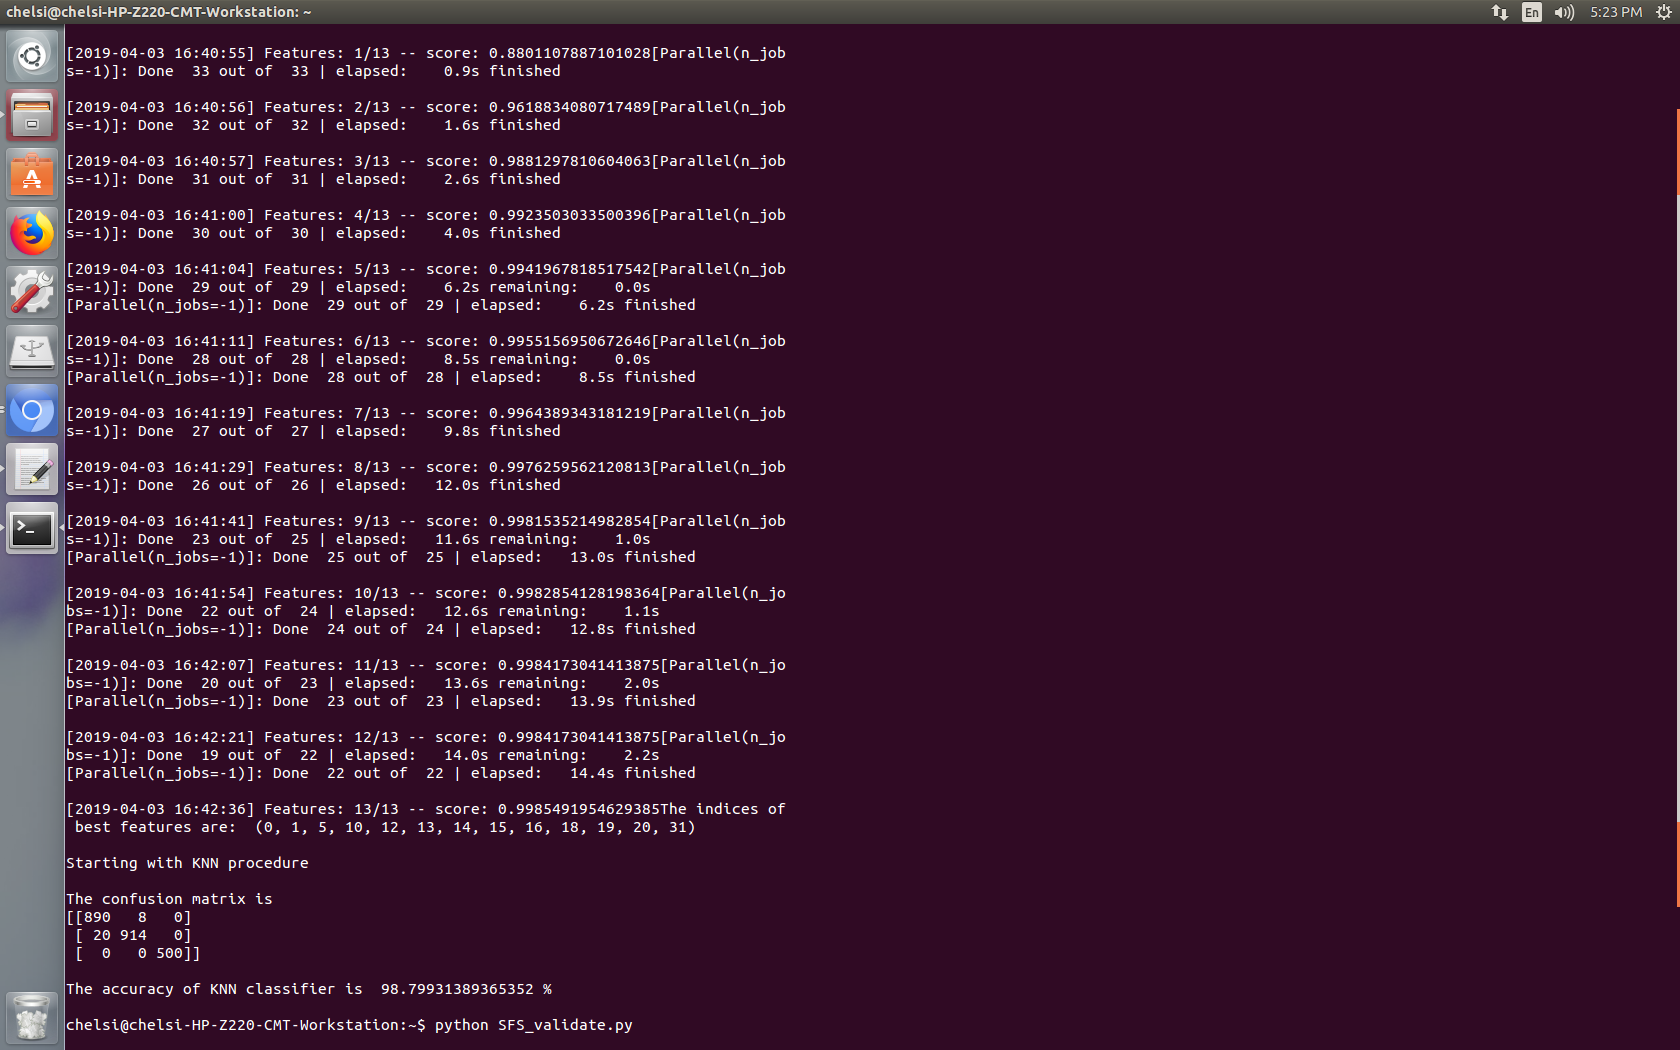 chelsi@chelsi-HP-Z220-CMT-Workstation: ~
En
5:23 PM
[2019-04-03 16:40:55] Features: 1/13 -- score: 0.8801107887101028[Parallel(n_job
s=-1)]: Done  33 out of  33 | elapsed:    0.9s finished
[2019-04-03 16:40:56] Features: 2/13 -- score: 0.9618834080717489[Parallel(n_job
s=-1)]: Done  32 out of  32 | elapsed:    1.6s finished
[2019-04-03 16:40:57] Features: 3/13 -- score: 0.9881297810604063[Parallel(n_job
s=-1)]: Done  31 out of  31 | elapsed:    2.6s finished
[2019-04-03 16:41:00] Features: 4/13 -- score: 0.9923503033500396[Parallel(n_job
s=-1)]: Done  30 out of  30 | elapsed:    4.0s finished
[2019-04-03 16:41:04] Features: 5/13 -- score: 0.9941967818517542[Parallel(n_job
s=-1)]: Done  29 out of  29 | elapsed:    6.2s remaining:    0.0s
[Parallel(n_jobs=-1)]: Done  29 out of  29 | elapsed:    6.2s finished
[2019-04-03 16:41:11] Features: 6/13 -- score: 0.9955156950672646[Parallel(n_job
s=-1)]: Done  28 out of  28 | elapsed:    8.5s remaining:    0.0s
[Parallel(n_jobs=-1)]: Done  28 out of  28 | elapsed:    8.5s finished
[2019-04-03 16:41:19] Features: 7/13 -- score: 0.9964389343181219[Parallel(n_job
s=-1)]: Done  27 out of  27 | elapsed:    9.8s finished
[2019-04-03 16:41:29] Features: 8/13 -- score: 0.9976259562120813[Parallel(n_job
s=-1)]: Done  26 out of  26 | elapsed:   12.0s finished
[2019-04-03 16:41:41] Features: 9/13 -- score: 0.9981535214982854[Parallel(n_job
s=-1)]: Done  23 out of  25 | elapsed:   11.6s remaining:    1.0s
[Parallel(n_jobs=-1)]: Done  25 out of  25 | elapsed:   13.0s finished
[2019-04-03 16:41:54] Features: 10/13 -- score: 0.9982854128198364[Parallel(n_jo
bs=-1)]: Done  22 out of  24 | elapsed:   12.6s remaining:    1.1s
[Parallel(n_jobs=-1)]: Done  24 out of  24 | elapsed:   12.8s finished
[2019-04-03 16:42:07] Features: 11/13 -- score: 0.9984173041413875[Parallel(n_jo
bs=-1)]: Done  20 out of  23 | elapsed:   13.6s remaining:    2.0s
[Parallel(n_jobs=-1)]: Done  23 out of  23 | elapsed:   13.9s finished
[2019-04-03 16:42:21] Features: 12/13 -- score: 0.9984173041413875[Parallel(n_jo
bs=-1)]: Done  19 out of  22 | elapsed:   14.0s remaining:    2.2s
[Parallel(n_jobs=-1)]: Done  22 out of  22 | elapsed:   14.4s finished
[2019-04-03 16:42:36] Features: 13/13 -- score: 0.9985491954629385The indices of
 best features are:  (0, 1, 5, 10, 12, 13, 14, 15, 16, 18, 19, 20, 31)
Starting with KNN procedure
The confusion matrix is
[[890   8   0]
 [ 20 914   0]
 [  0   0 500]]
The accuracy of KNN classifier is  98.79931389365352 %
chelsi@chelsi-HP-Z220-CMT-Workstation:~$ python SFS_validate.py